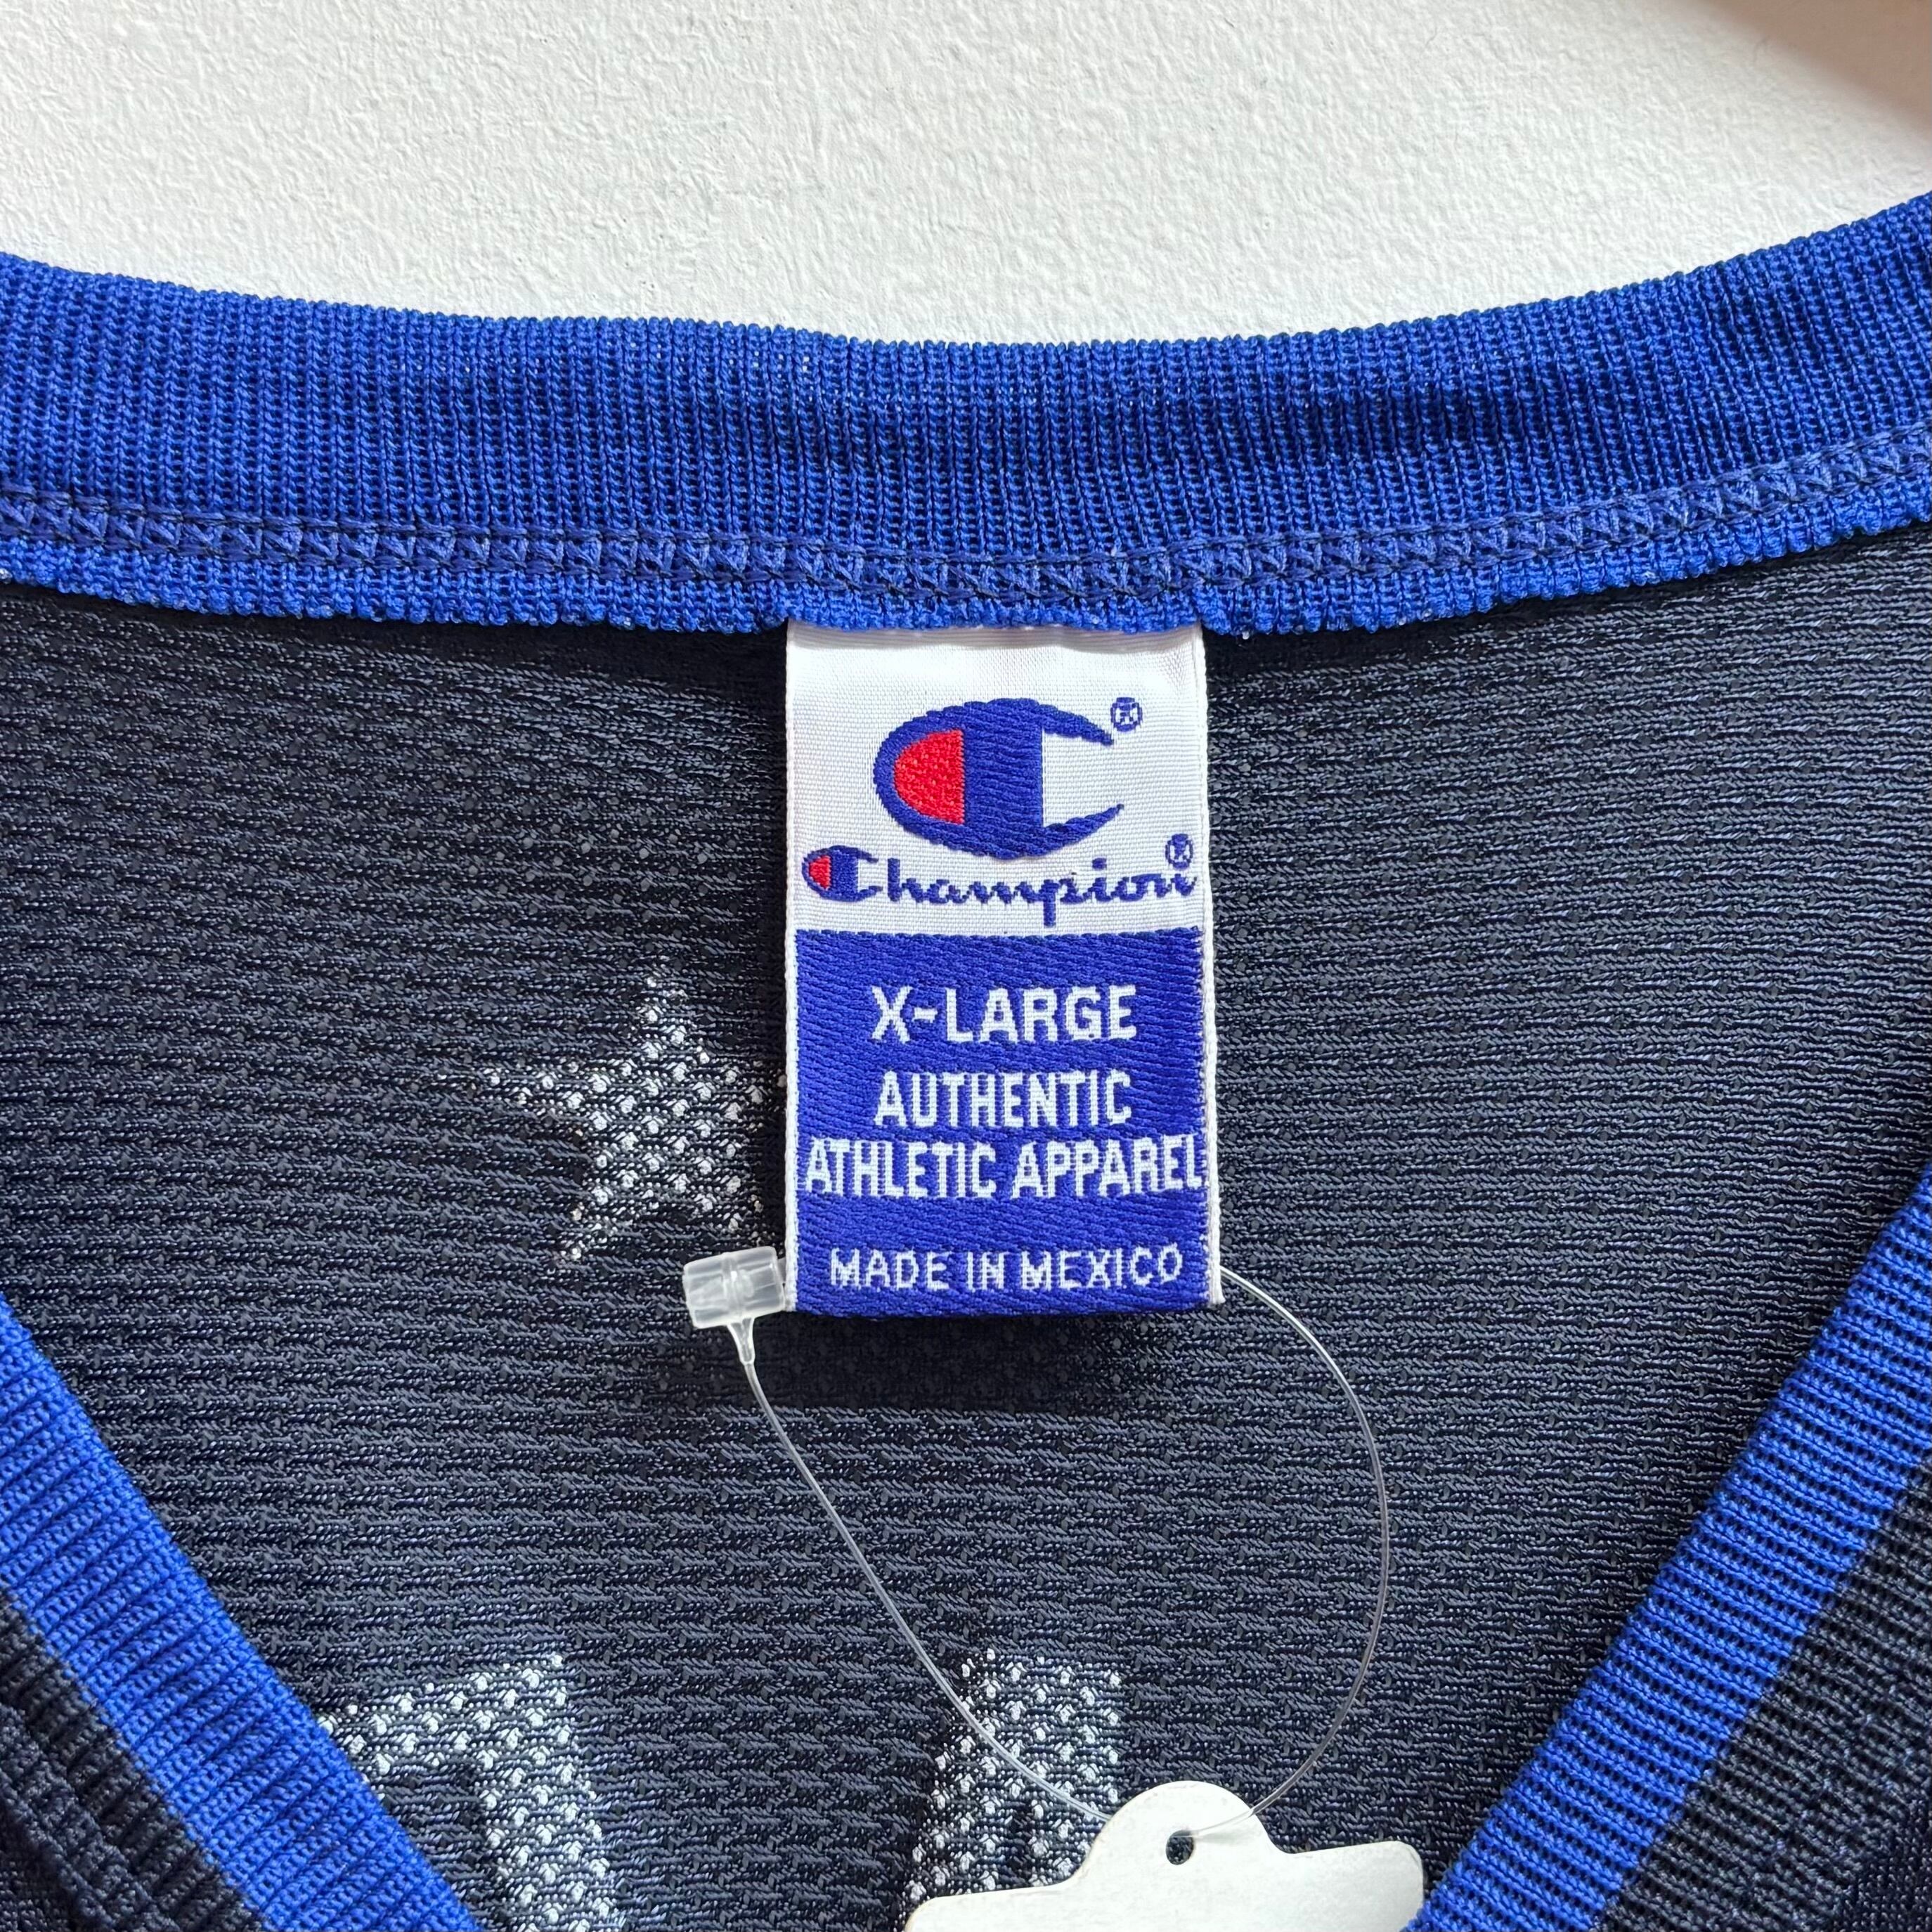 ®
Champion®
X-LARGE
AUTHENTIC
ATHLETIC APPAREL
MADE IN MEXICO